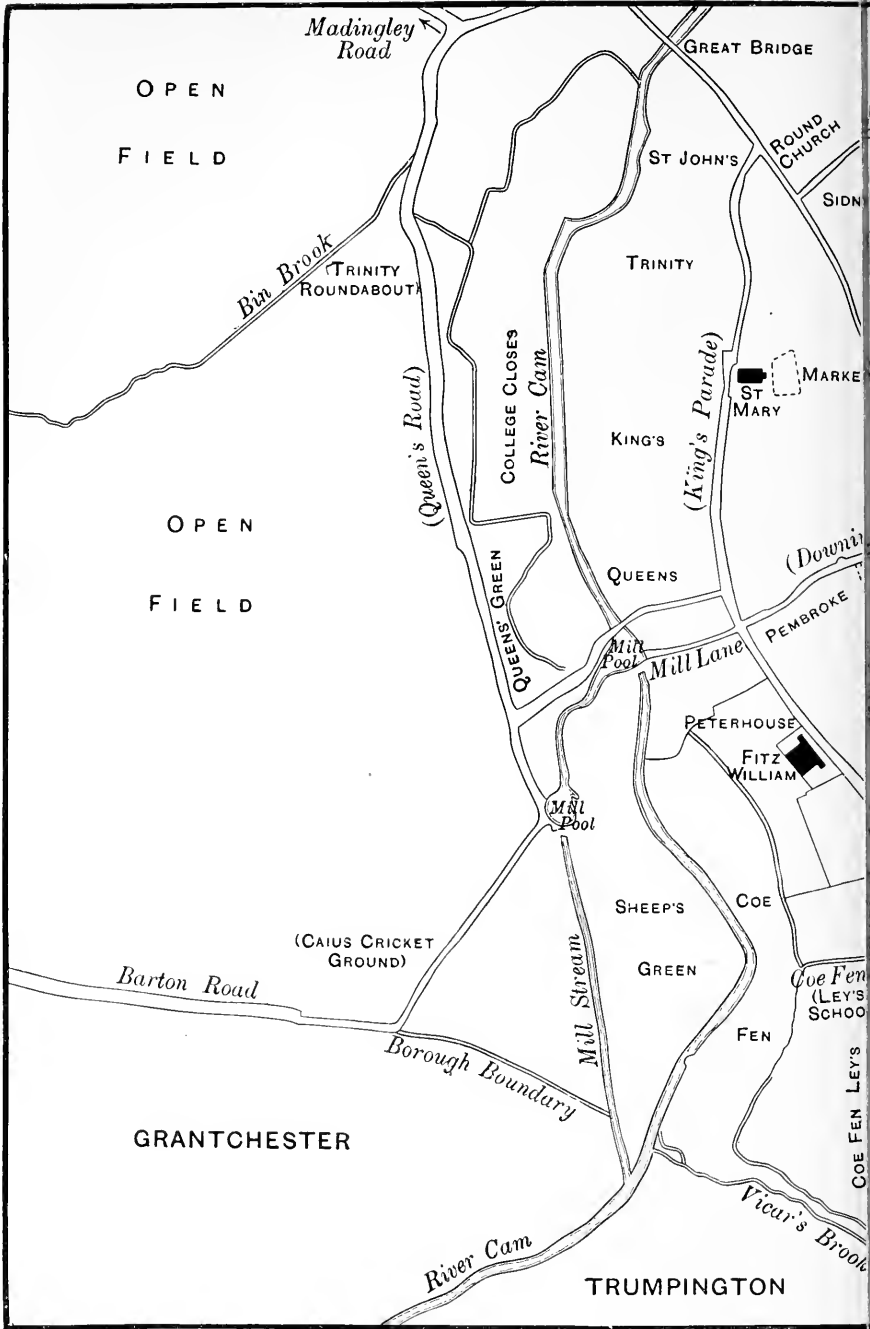 Madingley
Road
GREAT BRIDGE
OPEN
FIELD
ROUND
CHURCH
ST JOHN'S
SIDN
Bin Brook
(TRINITY
ROUNDABOUT)
TRINITY
COLLEGE CLOSES
River Cam
(Queen's Road)
(King's Parade)
ST
MARY
MARKE
KING'S
OPEN
FIELD
QUEENS' GREEN
QUEENS
(Downin
PEMBROKE
Mill
Pool
Mill Lane
PETERHOUSE
FITZ
WILLIAM
Mill
Pool
SHEEP'S
GREEN
COE
FEN
(CAIUS CRICKET
GROUND)
Barton Road
Mill Stream
Coe Fen
(LEY'S
SCHOO
Borough Boundary
COE FEN LEY'S
GRANTCHESTER
Vicar's Brook
River Cam
TRUMPINGTON